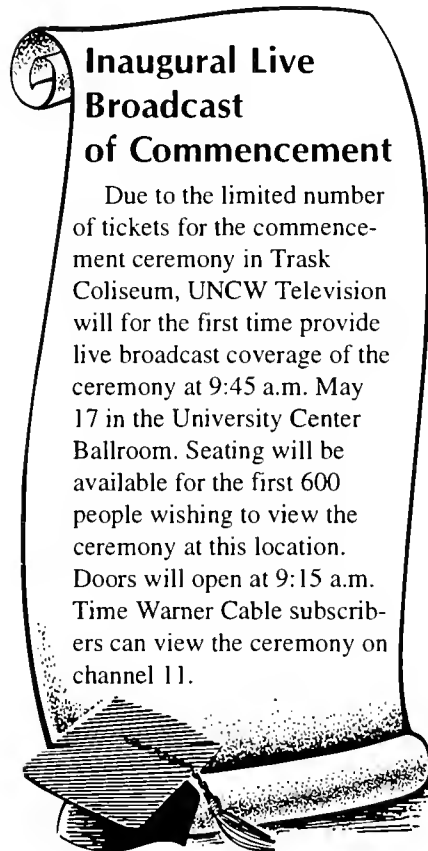 Inaugural Live
Broadcast
of Commencement
Due to the limited number
of tickets for the commence-
ment ceremony in Trask
Coliseum, UNCW Television
will for the first time provide
live broadcast coverage of the
ceremony at 9:45 a.m. May
17 in the University Center
Ballroom. Seating will be
available for the first 600
people wishing to view the
ceremony at this location.
Doors will open at 9:15 a.m.
Time Warner Cable subscrib-
ers can view the ceremony on
channel 11.